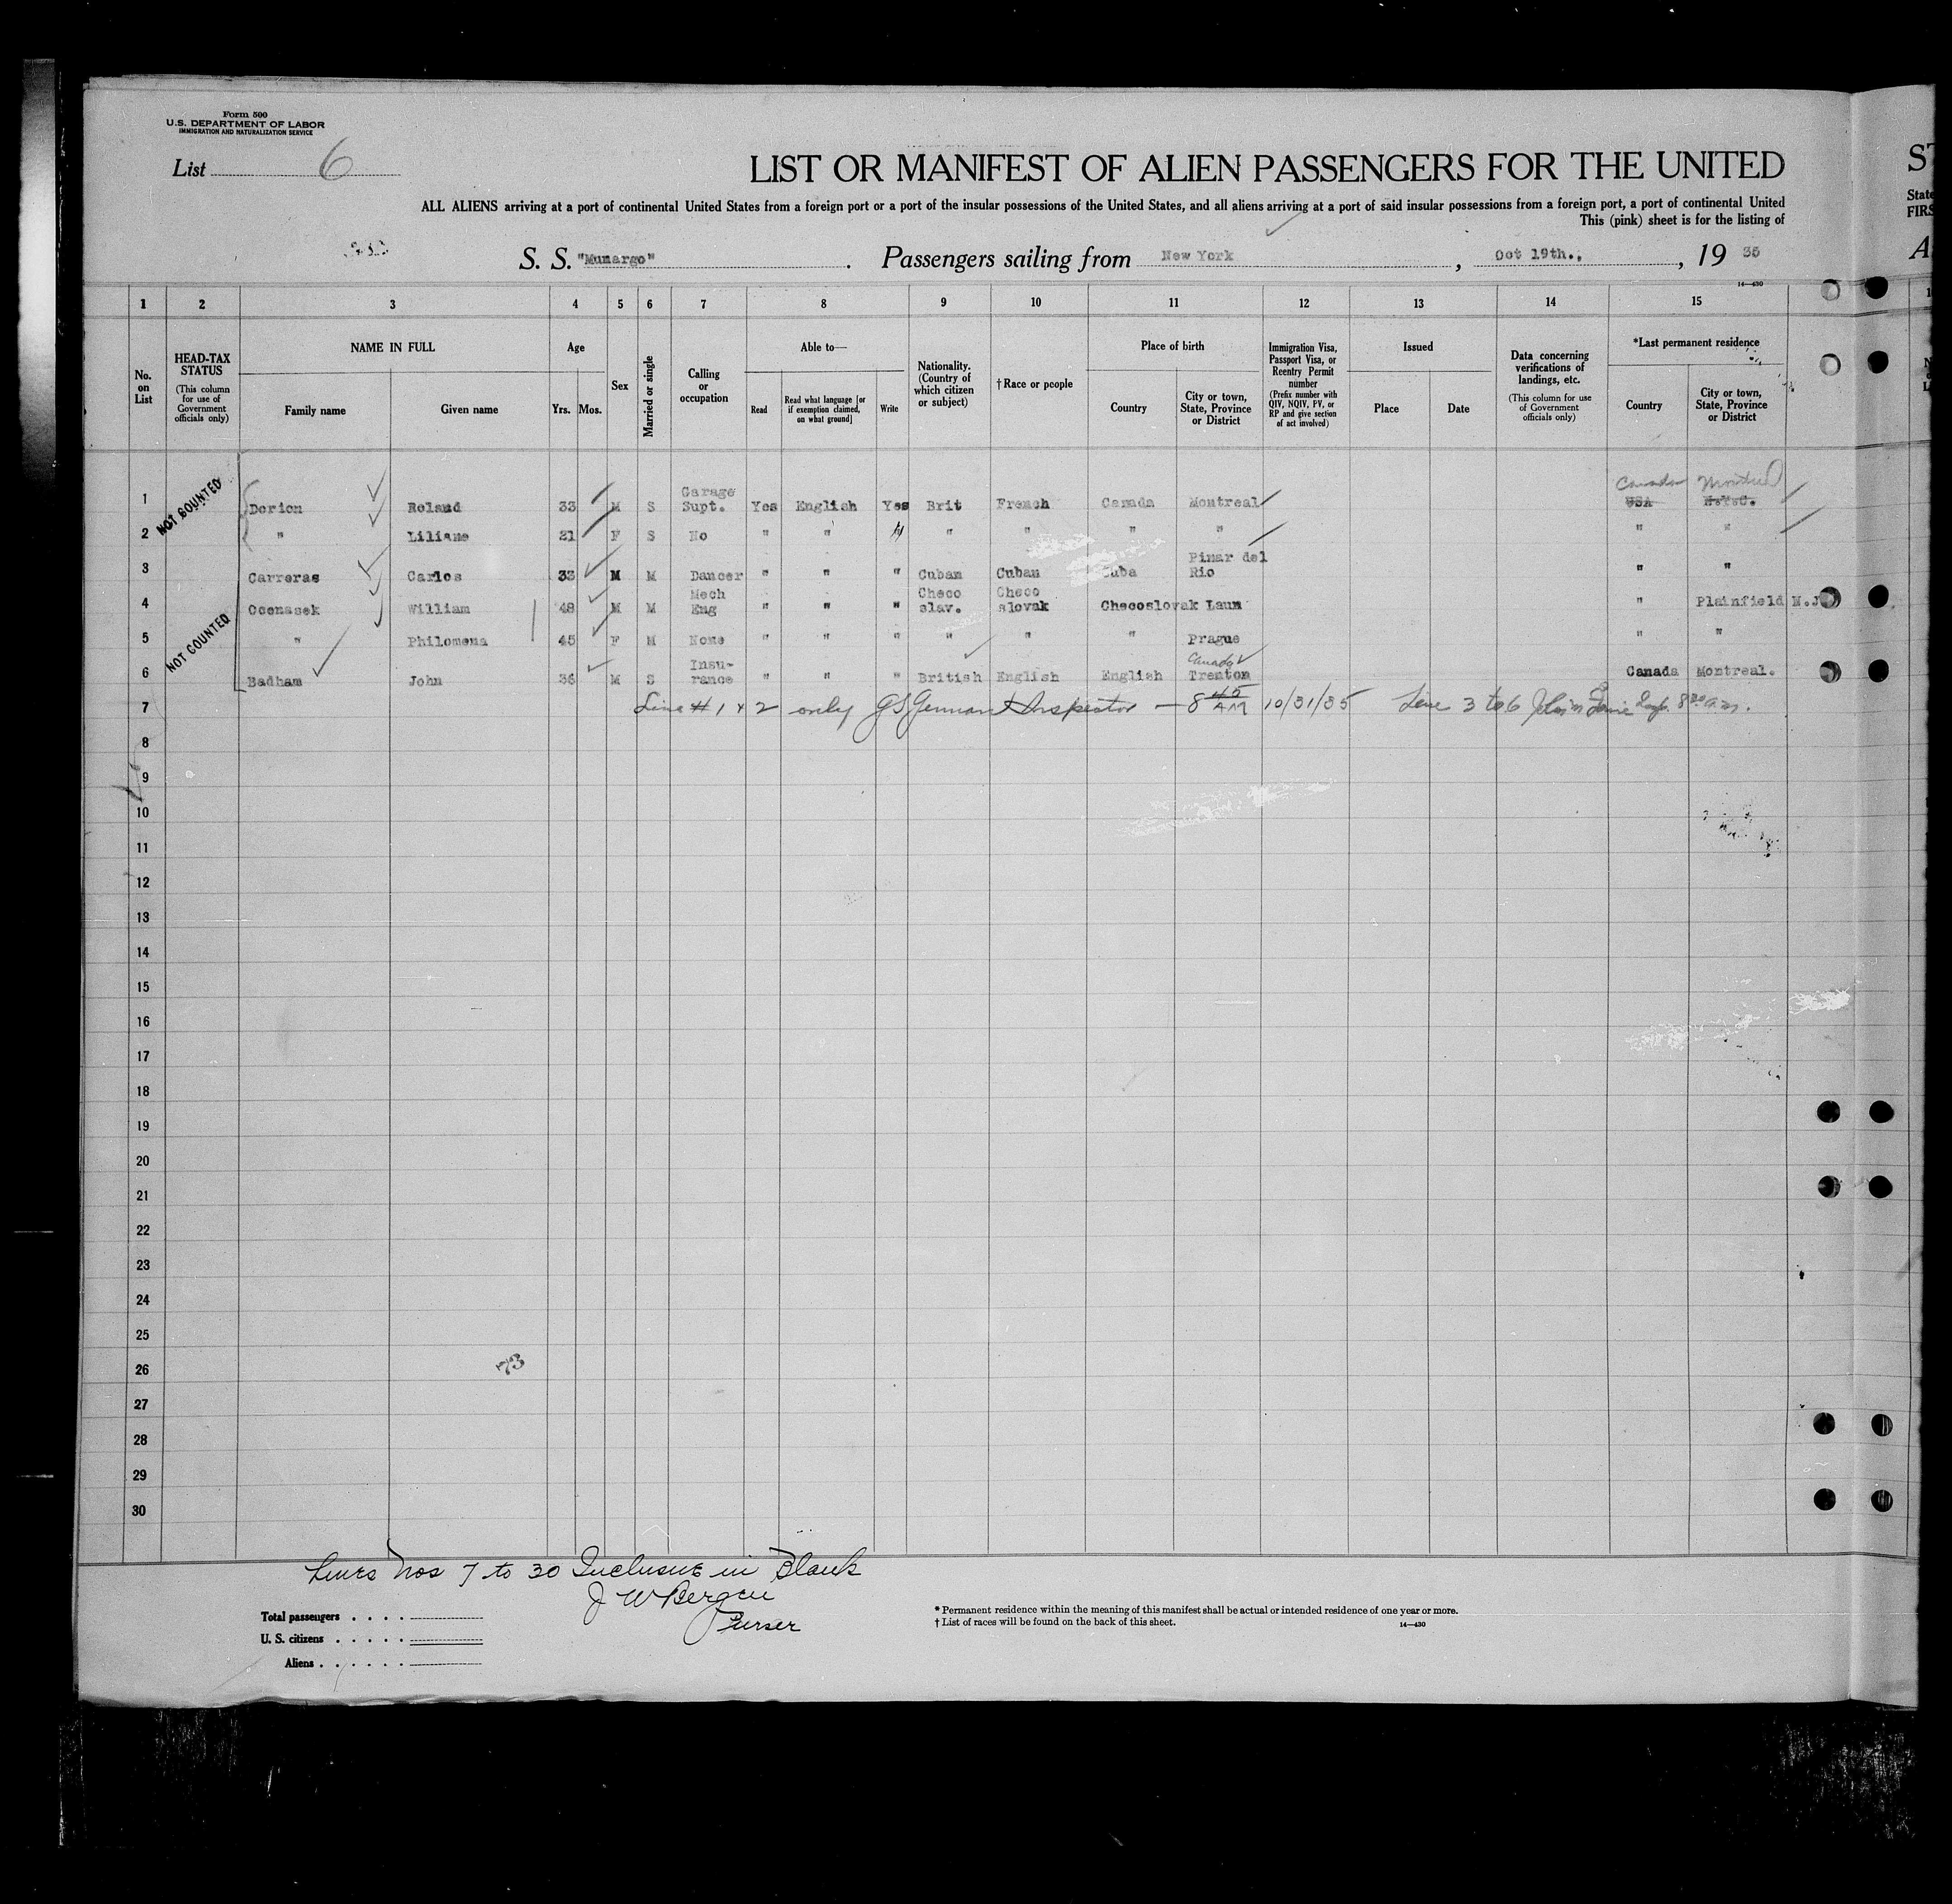 Form 500
U.S. DEPARTMENT OF LABOR
IMMIGRATION AND NATURALIZATION SERVICE
List 6
LIST OR MANIFEST OF ALIEN PASSENGERS FOR THE UNITED
ALL ALIENS arriving at a port of continental United States from a foreign port or a port of the insular possessions of the United States, and all aliens arriving at a port of said insular possessions from a foreign port, a port of continental United
This (pink) sheet is for the listing of
S. S. "Munargo". Passengers sailing from New York, Oct 19th., 19 35
14—430
1 2 3 4 5 6 7 8 9 10 11 12 13 14 15
No. on List
HEAD-TAX STATUS (This column for use of Government officials only)
NAME IN FULL
Family name Given name
Age
Yrs. Mos.
Sex
Married or single
Calling or occupation
Able to—
Read
Read what language [or if exemption claimed, on what ground]
Write
Nationality. (Country of which citizen or subject)
†Race or people
Place of birth
Country
City or town, State, Province or District
Immigration Visa, Passport Visa, or Reentry Permit number (Prefix number with QIV, NQIV, PV, or RP and give section of act involved)
Issued
Place Date
Data concerning verifications of landings, etc. (This column for use of Government officials only)
*Last permanent residence
Country
City or town, State, Province or District
NOT COUNTED
Canada Montreal
1 Dorion Roland 33 M S Garage Supt. Yes English Yes Brit French Canada Montreal USA N.Y.C.
2 " Liliane 21 F S No " " " " " " " " "
3 Carreras Carlos 33 M M Dancer " " " Cuban Cuban Cuba Pinar del Rio " "
NOT COUNTED
4 Ocenasek William 48 M M Mech Eng " " " Checo slav. Checo slovak Checoslovak Laun " Plainfield N.J.
5 " Philomena 45 F M None " " " " " " Prague " "
6 Badham John 36 M S Insu-rance " " " British English English Canada Trenton Canada Montreal.
7 Line # 1 + 2 only Inspector — 8 45 AM 10/31/35 Line 3 to 6 Insp. 8 30 a.m.
8
9
10
11
12
13
14
15
16
17
18
19
20
21
22
23
24
25
26
27
28
29
30
73
Lines Nos 7 to 30 Inclusive in Blank
J W Bergen
Purser
Total passengers . . . .
U. S. citizens . . . . .
Aliens . . . . . .
* Permanent residence within the meaning of this manifest shall be actual or intended residence of one year or more.
† List of races will be found on the back of this sheet.
14—430